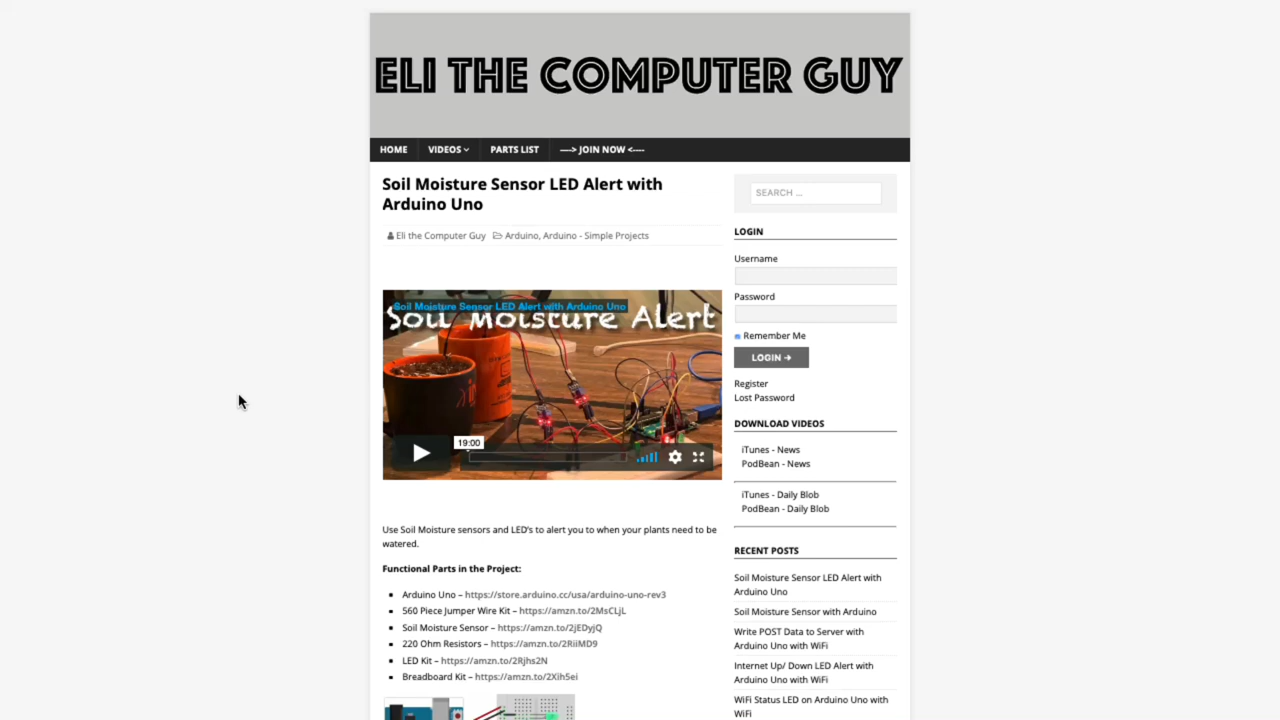 ELI THE COMPUTER GUY
HOME
VIDEOS
PARTS LIST
----> JOIN NOW <----
Soil Moisture Sensor LED Alert with
Arduino Uno
Eli the Computer Guy
Arduino, Arduino - Simple Projects
Soil Moisture Sensor LED Alert with Arduino Uno
Soil Moisture Alert
19:00
Use Soil Moisture sensors and LED's to alert you to when your plants need to be
watered.
Functional Parts in the Project:
Arduino Uno – https://store.arduino.cc/usa/arduino-uno-rev3
560 Piece Jumper Wire Kit – https://amzn.to/2MsCLjL
Soil Moisture Sensor – https://amzn.to/2jEDyjQ
220 Ohm Resistors – https://amzn.to/2RiiMD9
LED Kit – https://amzn.to/2Rjhs2N
Breadboard Kit – https://amzn.to/2Xih5ei
SEARCH ...
LOGIN
Username
Password
Remember Me
LOGIN →
Register
Lost Password
DOWNLOAD VIDEOS
iTunes - News
PodBean - News
iTunes - Daily Blob
PodBean - Daily Blob
RECENT POSTS
Soil Moisture Sensor LED Alert with
Arduino Uno
Soil Moisture Sensor with Arduino
Write POST Data to Server with
Arduino Uno with WiFi
Internet Up/ Down LED Alert with
Arduino Uno with WiFi
WiFi Status LED on Arduino Uno with
WiFi